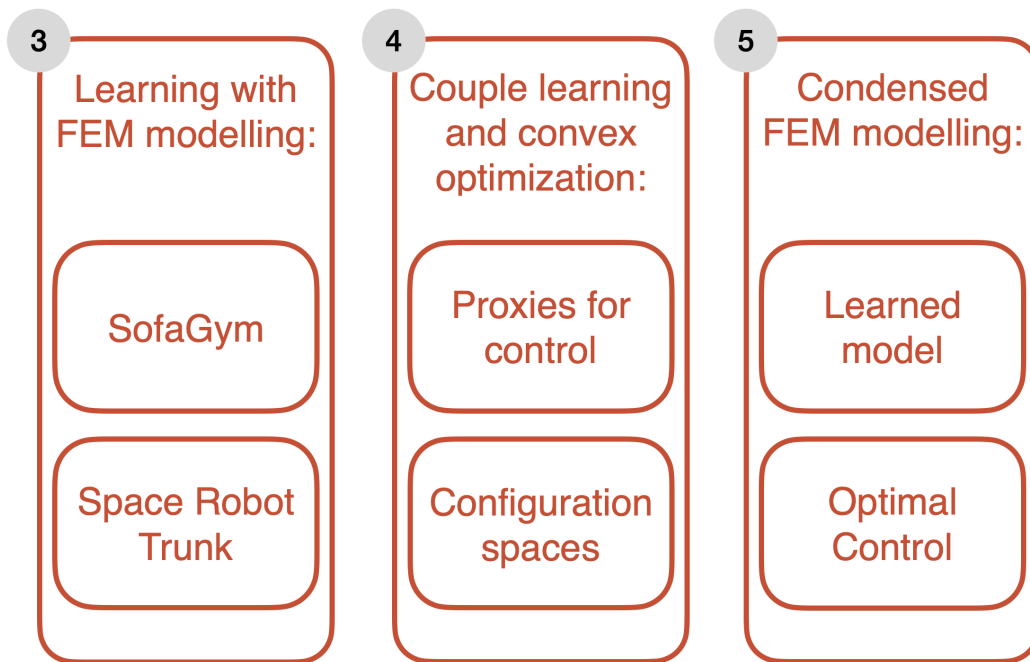 3
Learning with
FEM modelling:
SofaGym
Space Robot
Trunk
4
Couple learning
and convex
optimization:
Proxies for
control
Configuration
spaces
5
Condensed
FEM modelling:
Learned
model
Optimal
Control